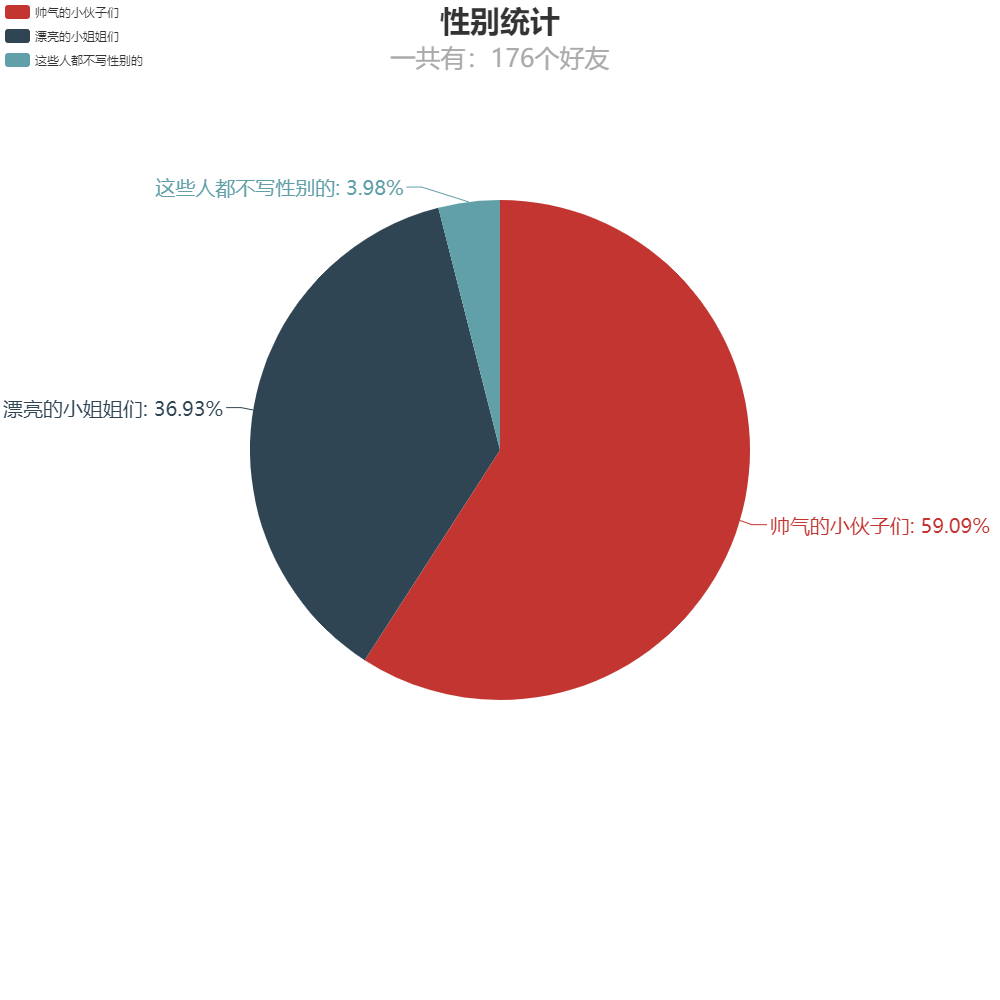 性别统计
一共有：176个好友
帅气的小伙子们
漂亮的小姐姐们
这些人都不写性别的
这些人都不写性别的: 3.98%
漂亮的小姐姐们: 36.93%
帅气的小伙子们: 59.09%